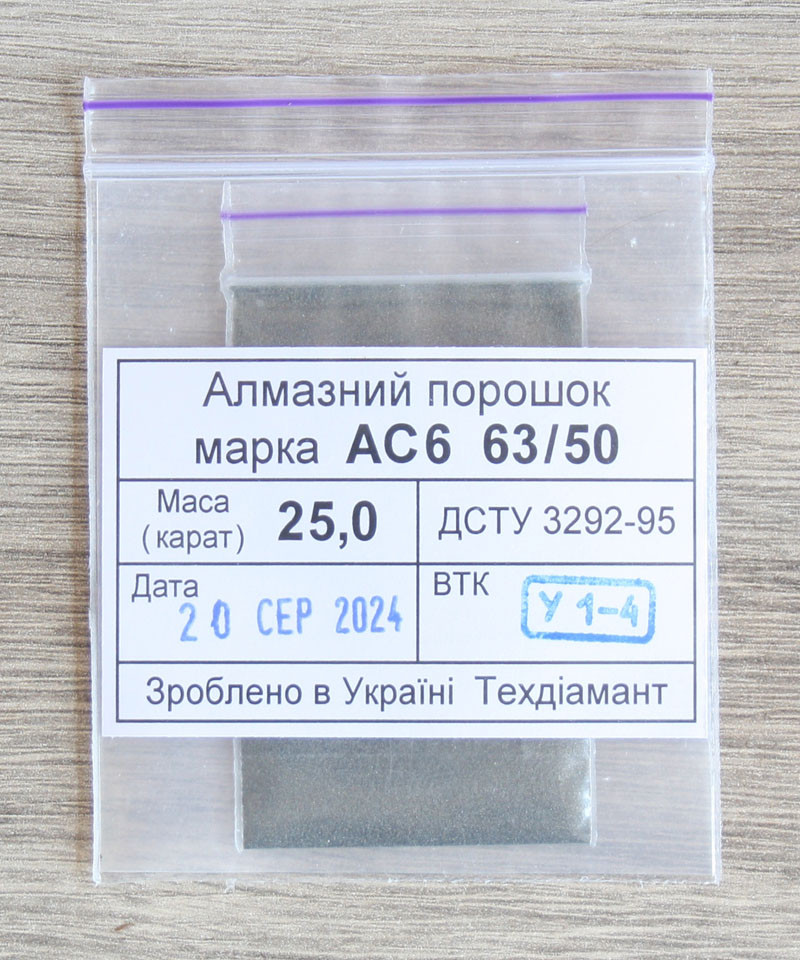 Алмазний порошок
марка АС6 63/50
Маса
(карат) 25,0
ДСТУ 3292-95
Дата
20 СЕР 2024
ВТК
У 1-4
Зроблено в Україні Техдіамант